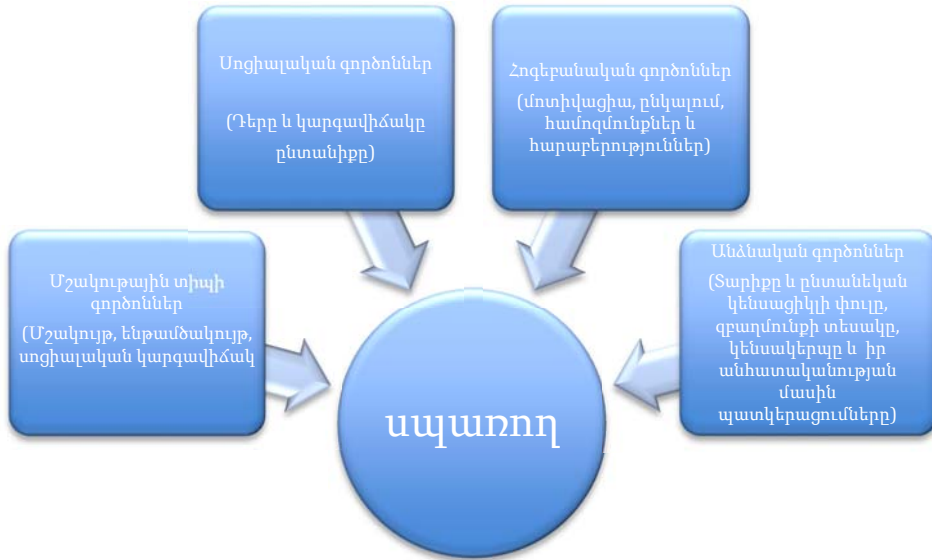 Սոցիալական գործոններ
(Դերը և կարգավիճակը
ընտանիքը)
Հոգեբանական գործոններ
(մոտիվացիա, ընկալում,
համոզմունքներ և
հարաբերություններ)
Մշակութային տիպի
գործոններ
(Մշակույթ, ենթամծակույթ,
սոցիալական կարգավիճակ
Անձնական գործոններ
(Տարիքը և ընտանեկան
կենսացիկլի փուլը,
զբաղմունքի տեսակը,
կենսակերպը և իր
անհատականության
մասին
պատկերացումները)
սպառող